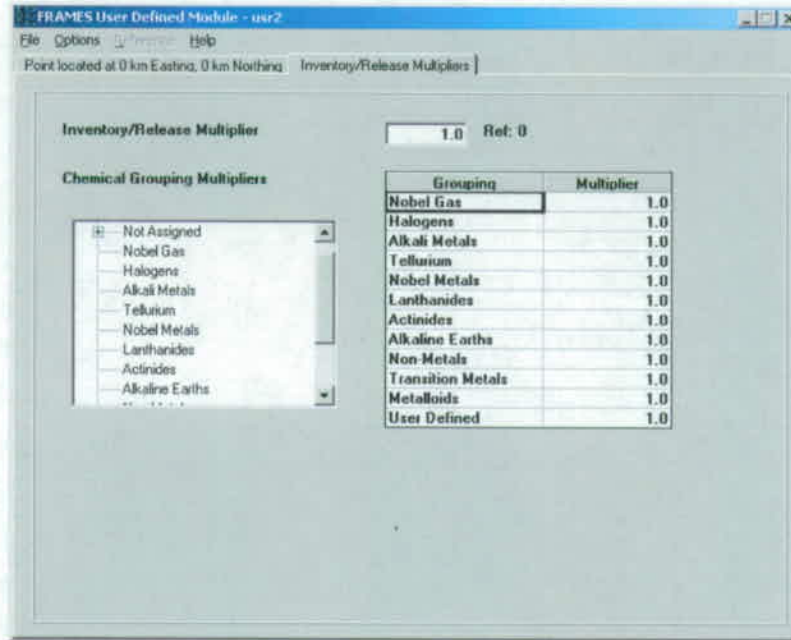 FRAMES User Defined Module - usr2
File Options Reference Help
Point located at 0 km Easting, 0 km Northing Inventory/Release Multipliers
Inventory/Release Multiplier 1.0 Ref: 0
Chemical Grouping Multipliers
Not Assigned
Nobel Gas
Halogens
Alkali Metals
Tellurium
Nobel Metals
Lanthanides
Actinides
Alkaline Earths
Grouping Multiplier
Nobel Gas 1.0
Halogens 1.0
Alkali Metals 1.0
Tellurium 1.0
Nobel Metals 1.0
Lanthanides 1.0
Actinides 1.0
Alkaline Earths 1.0
Non-Metals 1.0
Transition Metals 1.0
Metalloids 1.0
User Defined 1.0